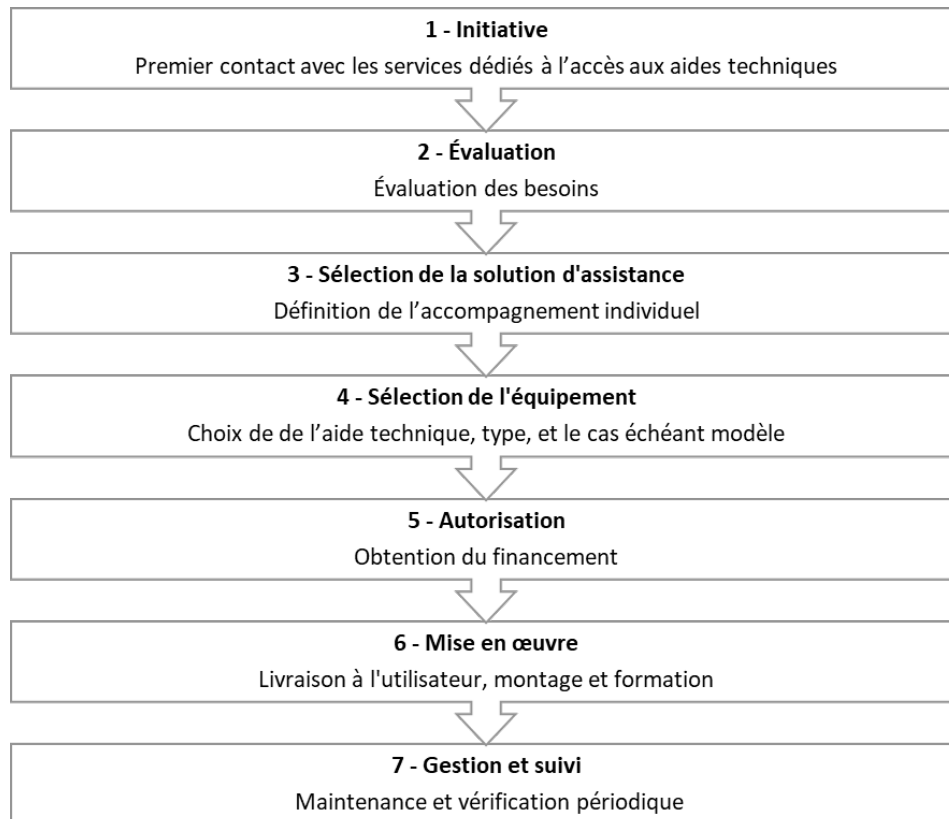 1 - Initiative
Premier contact avec les services dédiés à l’accès aux aides techniques
2 - Évaluation
Évaluation des besoins
3 - Sélection de la solution d'assistance
Définition de l’accompagnement individuel
4 - Sélection de l'équipement
Choix de de l’aide technique, type, et le cas échéant modèle
5 - Autorisation
Obtention du financement
6 - Mise en œuvre
Livraison à l'utilisateur, montage et formation
7 - Gestion et suivi
Maintenance et vérification périodique